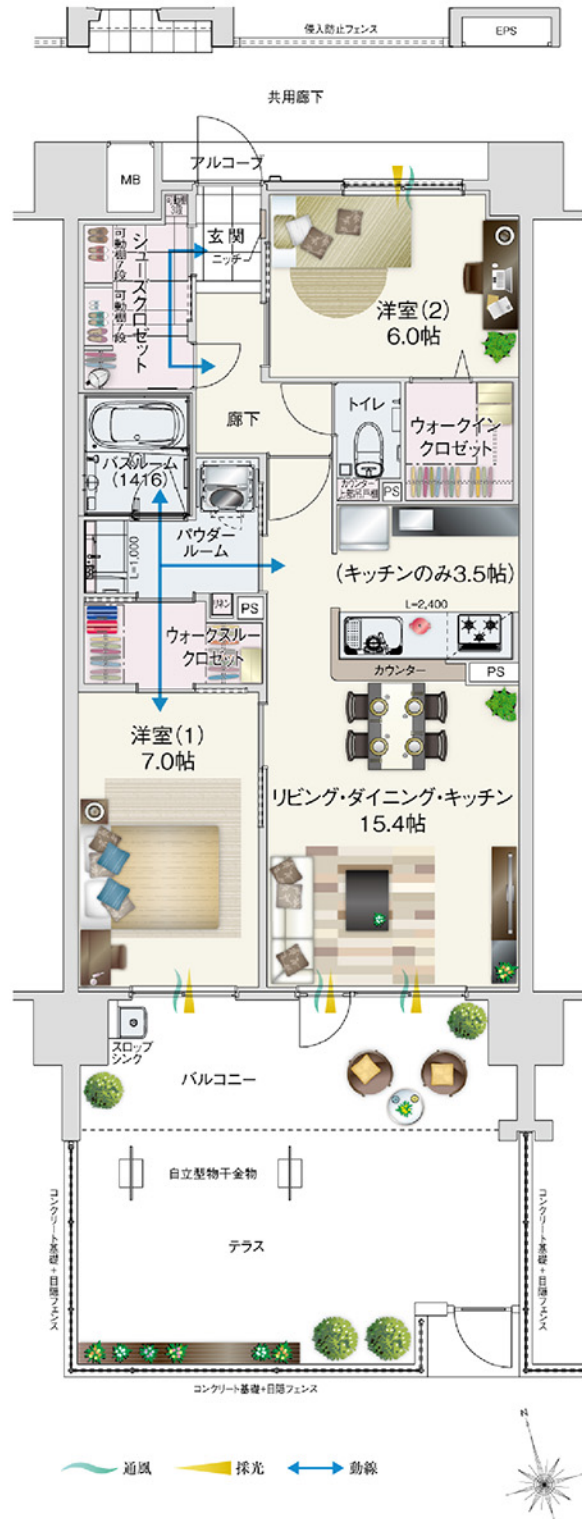 侵入防止フェンス
EPS
共用廊下
アルコーブ
MB
玄関
ニッチ
シューズクロゼット
可動棚7段
可動棚7段
洋室(2)
6.0帖
廊下
トイレ
ウォークイン
クロゼット
カウンター
上部吊戸棚
PS
バスルーム
(1416)
パウダー
ルーム
L=1,000
(キッチンのみ3.5帖)
L=2,400
リネン
PS
ウォークスルー
クロゼット
カウンター
PS
洋室(1)
7.0帖
リビング・ダイニング・キッチン
15.4帖
スロップ
シンク
バルコニー
自立型物干金物
テラス
コンクリート基礎+目隠フェンス
コンクリート基礎+目隠フェンス
コンクリート基礎+目隠フェンス
N
通風
採光
動線